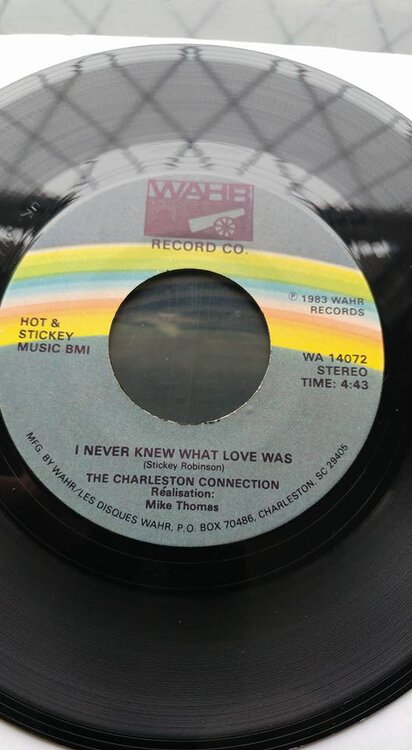 WAHR
RECORD CO.
℗ 1983 WAHR
RECORDS
HOT &
STICKEY
MUSIC BMI
WA 14072
STEREO
TIME: 4:43
I NEVER KNEW WHAT LOVE WAS
(Stickey Robinson)
THE CHARLESTON CONNECTION
Réalisation:
Mike Thomas
MFG. BY WAHR/LES DISQUES WAHR, P.O. BOX 70486, CHARLESTON, SC 29405